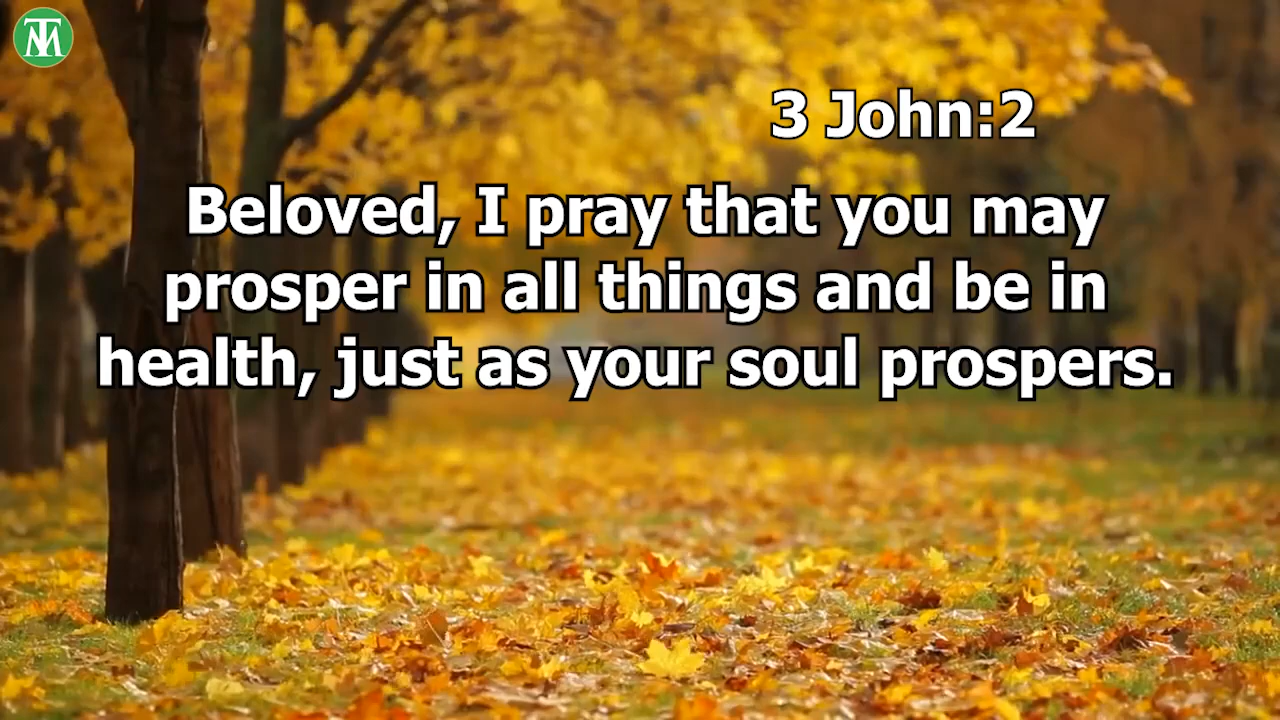 TM
3 John:2
Beloved, I pray that you may
prosper in all things and be in
health, just as your soul prospers.